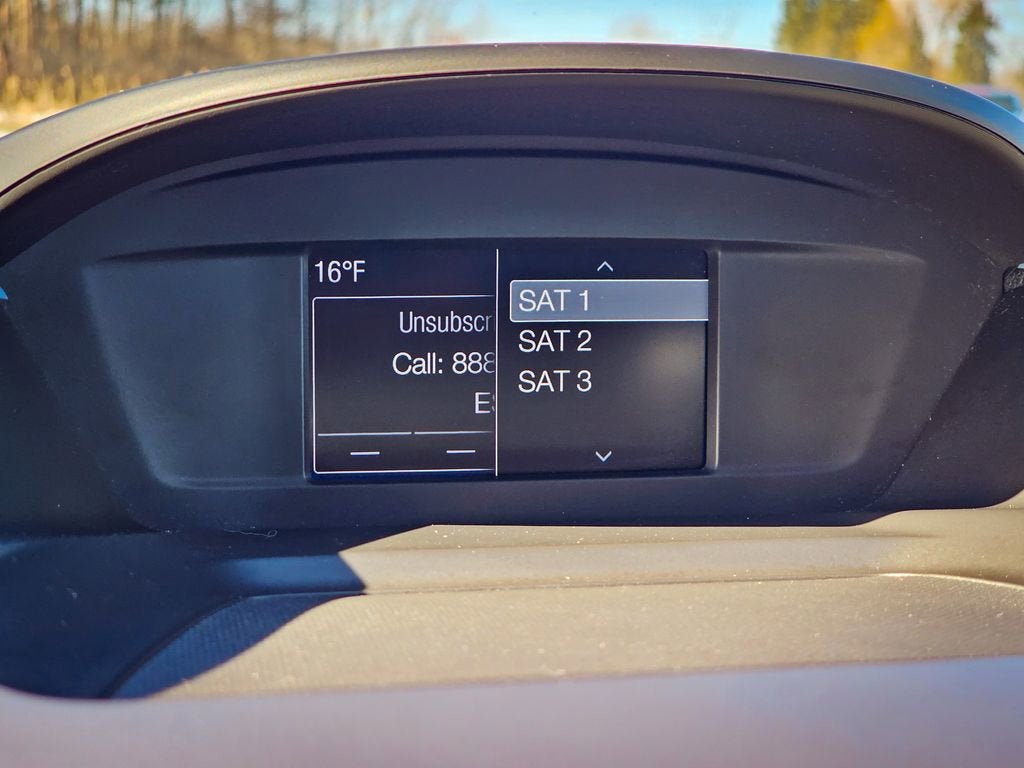 16°F
Unsubscr
Call: 888
SAT 1
SAT 2
SAT 3